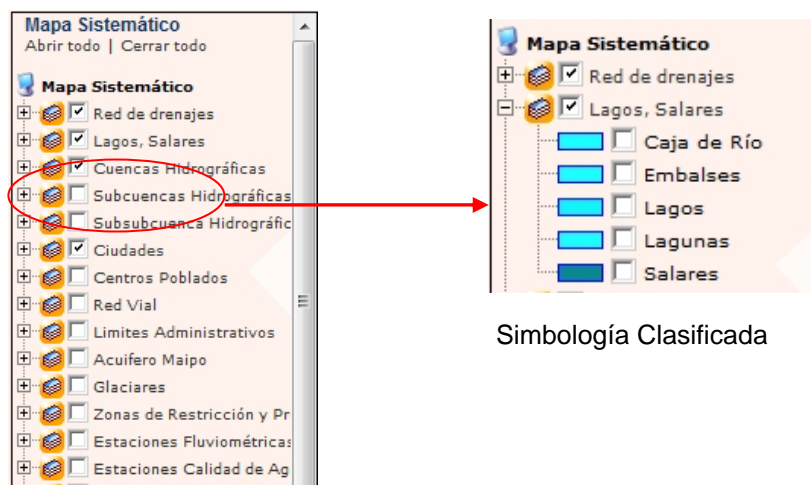 Mapa Sistemático
Abrir todo | Cerrar todo
Mapa Sistemático
Red de drenajes
Lagos, Salares
Cuencas Hidrográficas
Subcuencas Hidrográficas
Subsubcuenca Hidrográfic
Ciudades
Centros Poblados
Red Vial
Limites Administrativos
Acuifero Maipo
Glaciares
Zonas de Restricción y Pr
Estaciones Fluviométricas
Estaciones Calidad de Ag
Mapa Sistemático
Red de drenajes
Lagos, Salares
Caja de Río
Embalses
Lagos
Lagunas
Salares
Simbología Clasificada